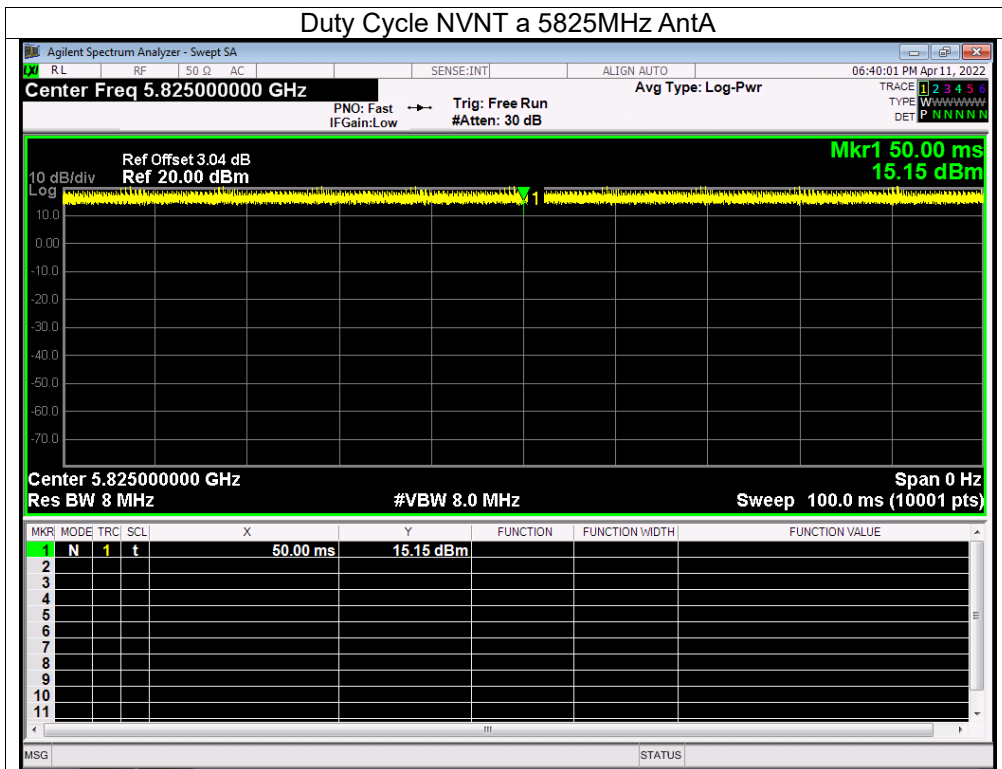 Duty Cycle NVNT a 5825MHz AntA
Agilent Spectrum Analyzer - Swept SA
LXI RL RF 50 Ω AC SENSE:INT ALIGN AUTO 06:40:01 PM Apr 11, 2022
Center Freq 5.825000000 GHz Avg Type: Log-Pwr TRACE 1 2 3 4 5 6
PNO: Fast Trig: Free Run TYPE WWWWWW
IFGain:Low #Atten: 30 dB DET P N N N N N
Mkr1 50.00 ms
Ref Offset 3.04 dB
10 dB/div Ref 20.00 dBm 15.15 dBm
Log
1
10.0
0.00
-10.0
-20.0
-30.0
-40.0
-50.0
-60.0
-70.0
Center 5.825000000 GHz Span 0 Hz
Res BW 8 MHz #VBW 8.0 MHz Sweep 100.0 ms (10001 pts)
MKR MODE TRC SCL X Y FUNCTION FUNCTION WIDTH FUNCTION VALUE
1 N 1 t 50.00 ms 15.15 dBm
2
3
4
5
6
7
8
9
10
11
MSG STATUS